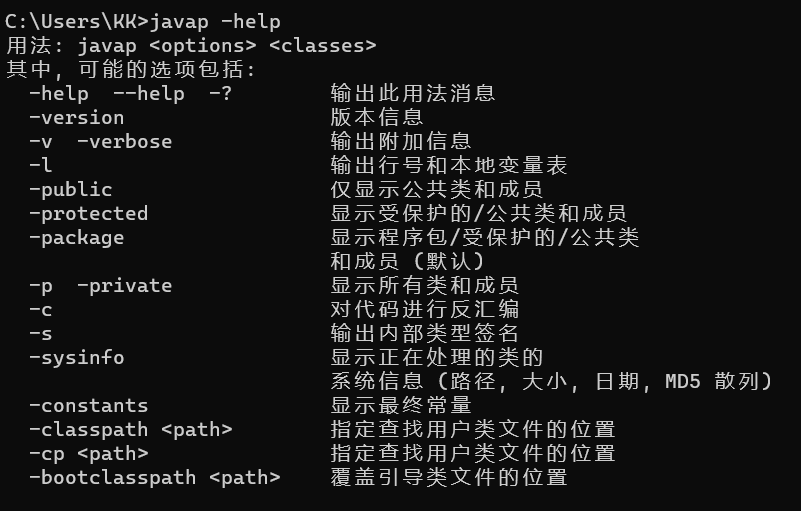 C:\Users\KK>javap -help
用法: javap <options> <classes>
其中, 可能的选项包括:
  -help  --help  -?        输出此用法消息
  -version                 版本信息
  -v  -verbose             输出附加信息
  -l                       输出行号和本地变量表
  -public                  仅显示公共类和成员
  -protected               显示受保护的/公共类和成员
  -package                 显示程序包/受保护的/公共类
                           和成员 (默认)
  -p  -private             显示所有类和成员
  -c                       对代码进行反汇编
  -s                       输出内部类型签名
  -sysinfo                 显示正在处理的类的
                           系统信息 (路径, 大小, 日期, MD5 散列)
  -constants               显示最终常量
  -classpath <path>        指定查找用户类文件的位置
  -cp <path>               指定查找用户类文件的位置
  -bootclasspath <path>    覆盖引导类文件的位置